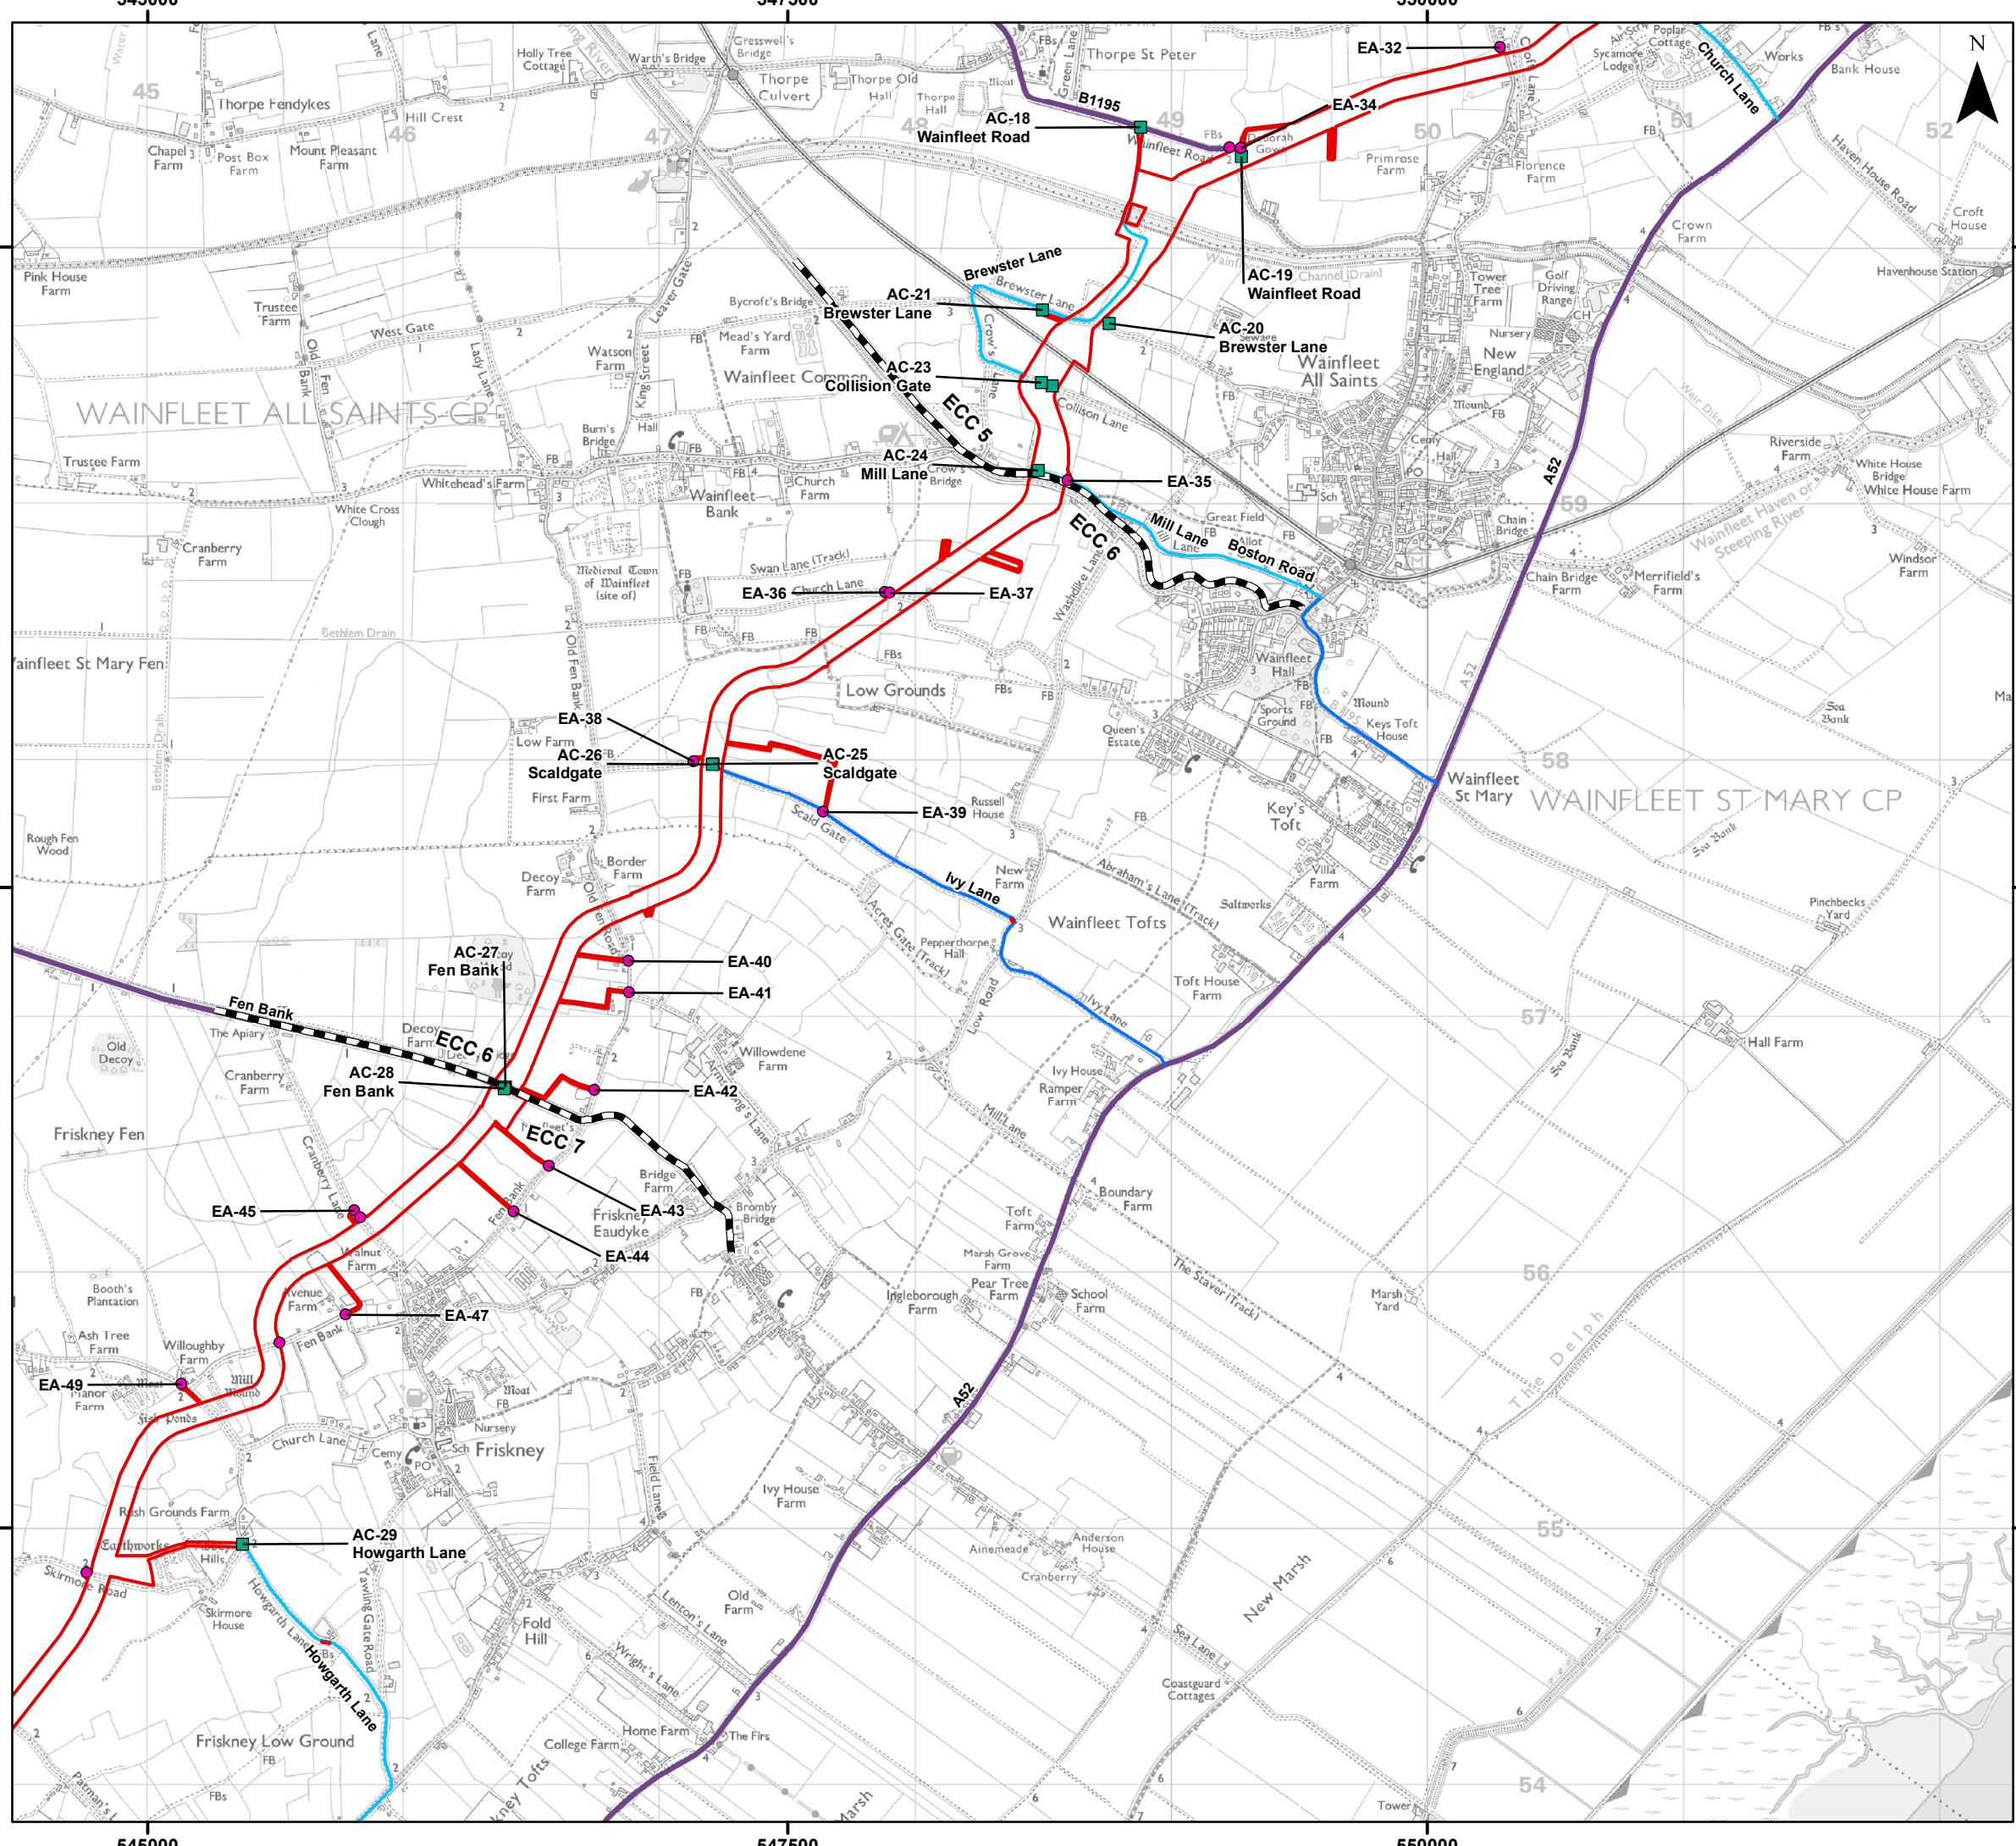 547500
EA-32
Church Lane
Works
Bank House
Poplar
Cottage
Sycamore
Lodge
Holly Tree
Cottage
Warth's Bridge
Gresswell's
Bridge
Thorpe
Culvert
Thorpe Old
Hall
Thorpe
Hall
Green Lane
Thorpe St Peter
B1195
AC-18
Wainfleet Road
EA-34
45
46
47
48
49
50
51
52
Thorpe Fendykes
Hill Crest
Chapel
Farm
Post Box
Farm
Mount Pleasant
Farm
Wainfleet Road
Primrose
Farm
Florence
Farm
Haven House Road
Croft
House
Crown
Farm
Havenhouse Station
Pink House
Farm
Trustee
Farm
West Gate
Lady Lane
Leaver Gate
Bycroft's Bridge
Brewster Lane
Brewster Lane
AC-19
Wainfleet Road
AC-21
Brewster Lane
AC-20
Brewster Lane
Tower
Tree
Farm
Golf
Driving
Range
CH
Nursery
New
England
Watson
Farm
King Street
Mead's Yard
Farm
Wainfleet Common
AC-23
Collision Gate
Crow's
Lane
Collison Lane
Wainfleet
All Saints
WAINFLEET ALL SAINTS CP
ECC 5
Burn's
Bridge
Hall
Trustee Farm
Whitehead's Farm
White Cross
Clough
Cranberry
Farm
Wainfleet
Bank
Church
Farm
AC-24
Mill Lane
EA-35
A52
59
Weir Dike
Riverside
Farm
White House
Bridge
White House Farm
Wainfleet Haven or
Steeping River
Windsor
Farm
Chain
Bridge
Chain Bridge
Farm
Merrifield's
Farm
ECC 6
Mill Lane
Boston Road
Great Field
Medieval Town
of Wainfleet
(site of)
Swan Lane (Track)
Church Lane
EA-36
EA-37
Washdike Lane
Bethlem Drain
Bethlem Drain
Old Fen Bank
Low Grounds
Wainfleet
Hall
Sports
Ground
Mound
Keys Toft
House
Queen's
Estate
A52
Sea
Bank
58
EA-38
Low Farm
AC-26
Scaldgate
AC-25
Scaldgate
First Farm
EA-39
Scald Gate
Russell
House
Key's
Toft
Wainfleet
St Mary
WAINFLEET ST MARY CP
Sea Bank
Rough Fen
Wood
Border
Farm
Decoy
Farm
Old Fen Road
Ivy Lane
New
Farm
Abraham's Lane (Track)
Villa
Farm
Saltworks
Wainfleet Tofts
Acres Gate (Track)
Pepperthorpe
Hall
Pinchbecks
Yard
AC-27
Fen Bank
EA-40
EA-41
Toft House
Farm
Low Road
Ivy Lane
57
Sea Bank
Hall Farm
Fen Bank
The Apiary
Old
Decoy
ECC 6
Cranberry
Farm
AC-28
Fen Bank
EA-42
Willowdene
Farm
Armstrong's Lane
Ivy House
Ramper
Farm
Mill Lane
Friskney Fen
ECC 7
Cranberry Lane
Bridge
Farm
EA-43
Friskney
Eaudyke
Bromby
Bridge
EA-44
EA-45
Boundary
Farm
Toft
Farm
Marsh Grove
Farm
Pear Tree
Farm
School
Farm
The Staver (Track)
56
Marsh
Yard
The Delph
Walnut
Farm
Booth's
Plantation
Avenue
Farm
Ingleborough
Farm
EA-47
Fen Bank
Ash Tree
Farm
Willoughby
Farm
EA-49
Manor
Farm
Moat
Mill
Mound
Fish Ponds
Moat
Nursery
Church Lane
Cemy
Sch
Friskney
PO
Hall
A52
Field Lane
Ivy House
Farm
55
Rush Grounds Farm
Earthworks
AC-29
Howgarth Lane
Anderson
House
Ainemeade
Cranberry
Skirmore Road
Skirmore
House
Howgarth Lane
Yawling Gate Road
Howgarth Lane
Fold
Hill
Lenton's Lane
Old
Farm
Wright's Lane
New Marsh
Sea Lane
Coastguard
Cottages
Home Farm
College Farm
The Firs
Friskney Low Ground
54
Tower
545000
547500
550000
N